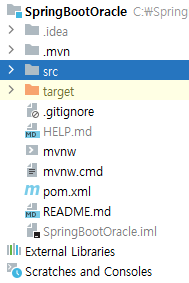 SpringBootOracle C:₩Spring
.idea
.mvn
src
target
.gitignore
HELP.md
mvnw
mvnw.cmd
pom.xml
README.md
SpringBootOracle.iml
External Libraries
Scratches and Consoles